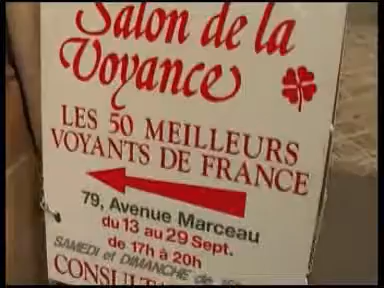 Salon de la
Voyance
LES 50 MEILLEURS
VOYANTS DE FRANCE
79, Avenue Marceau
du 13 au 29 Sept.
de 17h à 20h
SAMEDI et DIMANCHE de